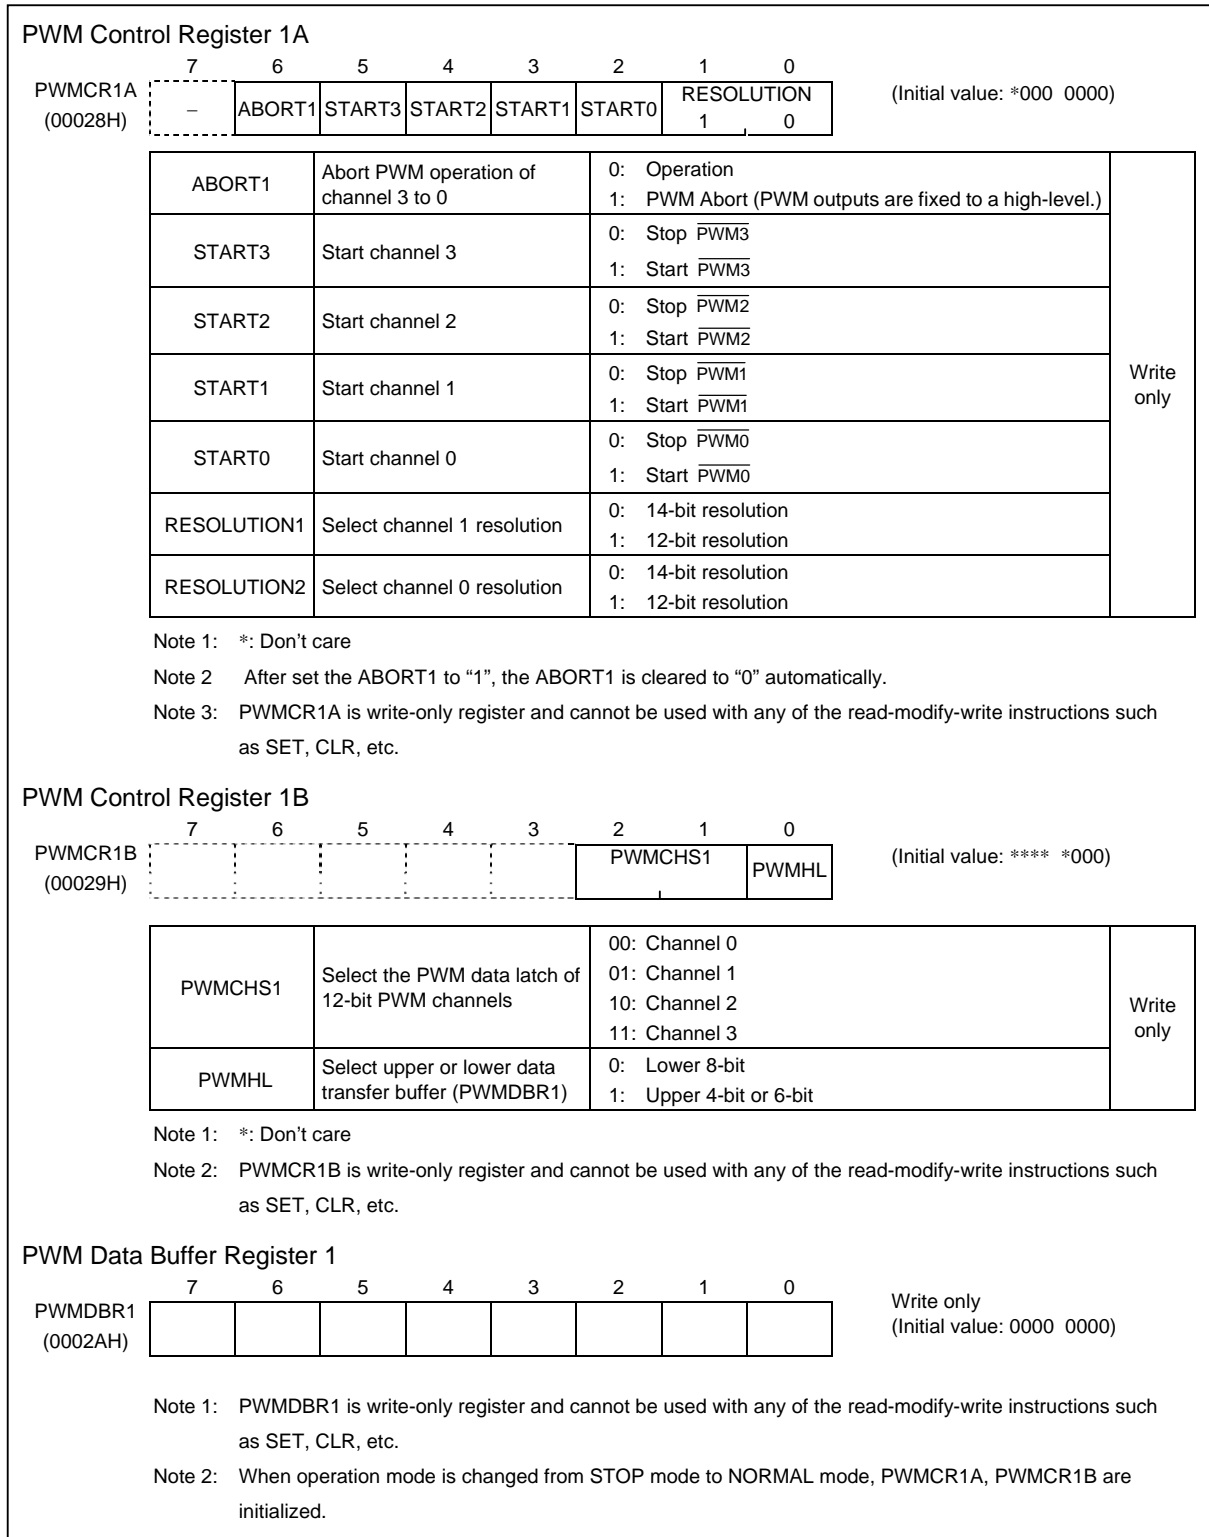 PWM Control Register 1A
7 6 5 4 3 2 1 0
PWMCR1A
(00028H)
– ABORT1 START3 START2 START1 START0 RESOLUTION
1 0
(Initial value: *000 0000)
ABORT1
Abort PWM operation of
channel 3 to 0
0: Operation
1: PWM Abort (PWM outputs are fixed to a high-level.)
START3
Start channel 3
0: Stop PWM3
1: Start PWM3
START2
Start channel 2
0: Stop PWM2
1: Start PWM2
START1
Start channel 1
0: Stop PWM1
1: Start PWM1
START0
Start channel 0
0: Stop PWM0
1: Start PWM0
RESOLUTION1
Select channel 1 resolution
0: 14-bit resolution
1: 12-bit resolution
RESOLUTION2
Select channel 0 resolution
0: 14-bit resolution
1: 12-bit resolution
Write
only
Note 1: *: Don’t care
Note 2 After set the ABORT1 to “1”, the ABORT1 is cleared to “0” automatically.
Note 3: PWMCR1A is write-only register and cannot be used with any of the read-modify-write instructions such
as SET, CLR, etc.
PWM Control Register 1B
7 6 5 4 3 2 1 0
PWMCR1B
(00029H)
PWMCHS1 PWMHL
(Initial value: **** *000)
PWMCHS1
Select the PWM data latch of
12-bit PWM channels
00: Channel 0
01: Channel 1
10: Channel 2
11: Channel 3
PWMHL
Select upper or lower data
transfer buffer (PWMDBR1)
0: Lower 8-bit
1: Upper 4-bit or 6-bit
Write
only
Note 1: *: Don’t care
Note 2: PWMCR1B is write-only register and cannot be used with any of the read-modify-write instructions such
as SET, CLR, etc.
PWM Data Buffer Register 1
7 6 5 4 3 2 1 0
PWMDBR1
(0002AH)
Write only
(Initial value: 0000 0000)
Note 1: PWMDBR1 is write-only register and cannot be used with any of the read-modify-write instructions such
as SET, CLR, etc.
Note 2: When operation mode is changed from STOP mode to NORMAL mode, PWMCR1A, PWMCR1B are
initialized.